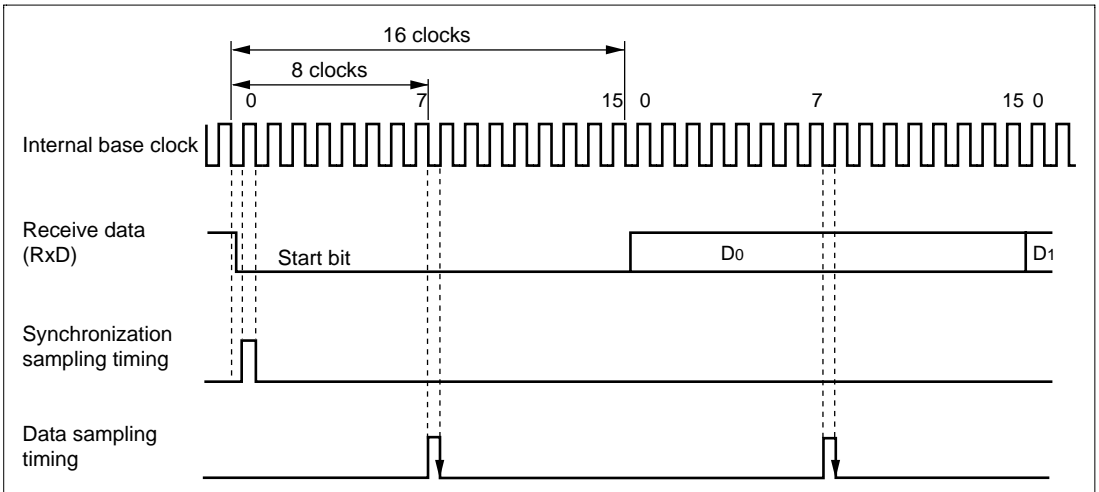 16 clocks
8 clocks
0 7 15 0 7 15 0
Internal base clock
Receive data
(RxD)
Start bit
D0
D1
Synchronization
sampling timing
Data sampling
timing